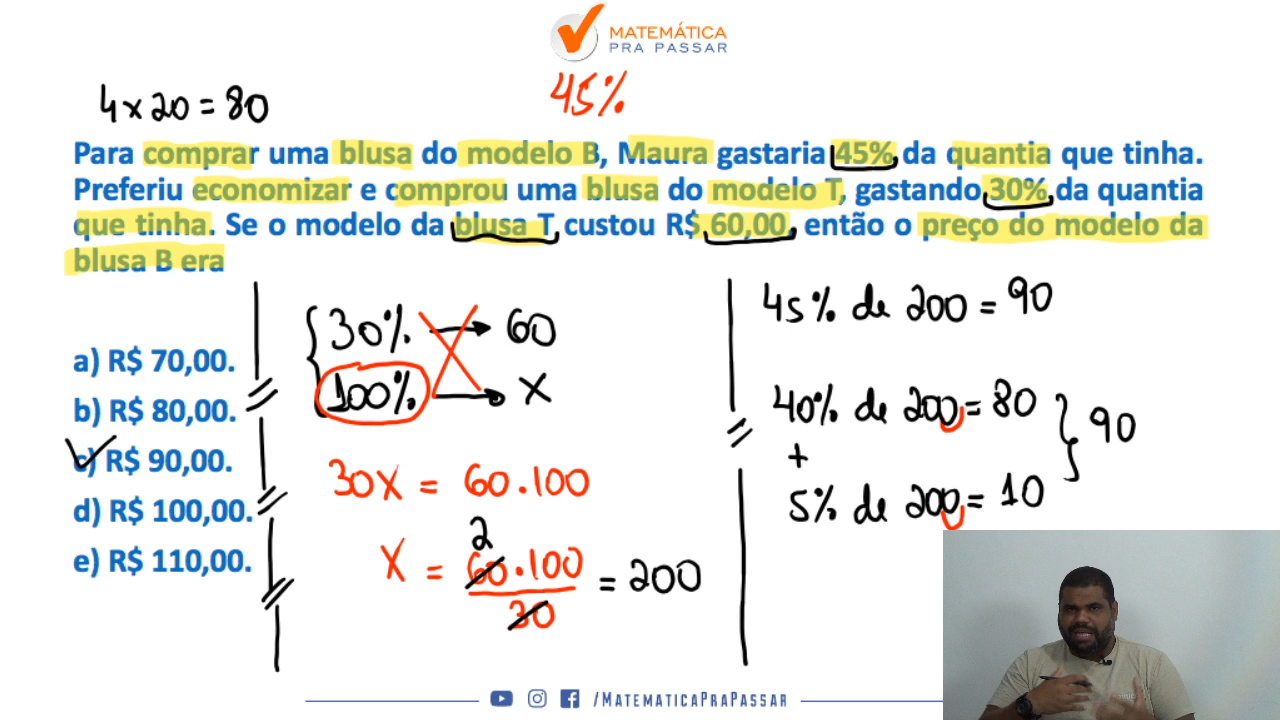 MATEMÁTICA
PRA PASSAR
4 x 20 = 80
45%
Para comprar uma blusa do modelo B, Maura gastaria 45% da quantia que tinha.
Preferiu economizar e comprou uma blusa do modelo T, gastando 30% da quantia
que tinha. Se o modelo da blusa T custou R$ 60,00, então o preço do modelo da
blusa B era
a) R$ 70,00.
b) R$ 80,00.
c) R$ 90,00.
d) R$ 100,00.
e) R$ 110,00.
30% → 60
100% → x
30x = 60.100
2
x = 60.100 = 200
30
45% de 200 = 90
40% de 200 = 80
+
90
5% de 200 = 10
/MATEMATICAPRAPASSAR